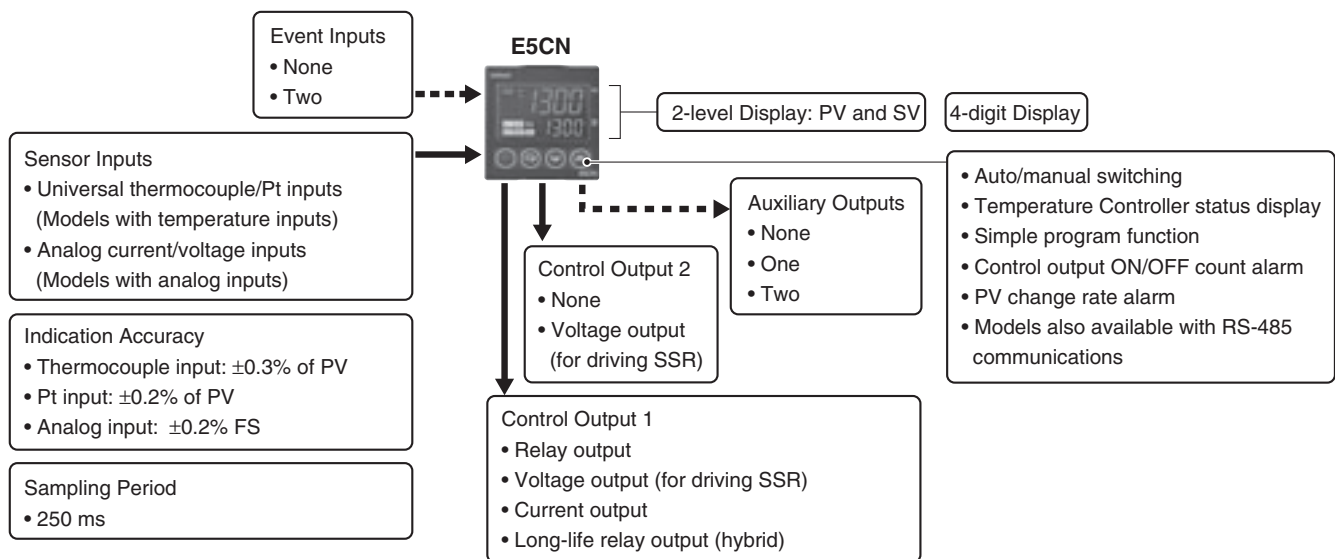 Event Inputs
• None
• Two
E5CN
1300
1300
2-level Display: PV and SV
4-digit Display
Sensor Inputs
• Universal thermocouple/Pt inputs
(Models with temperature inputs)
• Analog current/voltage inputs
(Models with analog inputs)
Indication Accuracy
• Thermocouple input: ±0.3% of PV
• Pt input: ±0.2% of PV
• Analog input: ±0.2% FS
Sampling Period
• 250 ms
Control Output 2
• None
• Voltage output
(for driving SSR)
Auxiliary Outputs
• None
• One
• Two
• Auto/manual switching
• Temperature Controller status display
• Simple program function
• Control output ON/OFF count alarm
• PV change rate alarm
• Models also available with RS-485
communications
Control Output 1
• Relay output
• Voltage output (for driving SSR)
• Current output
• Long-life relay output (hybrid)